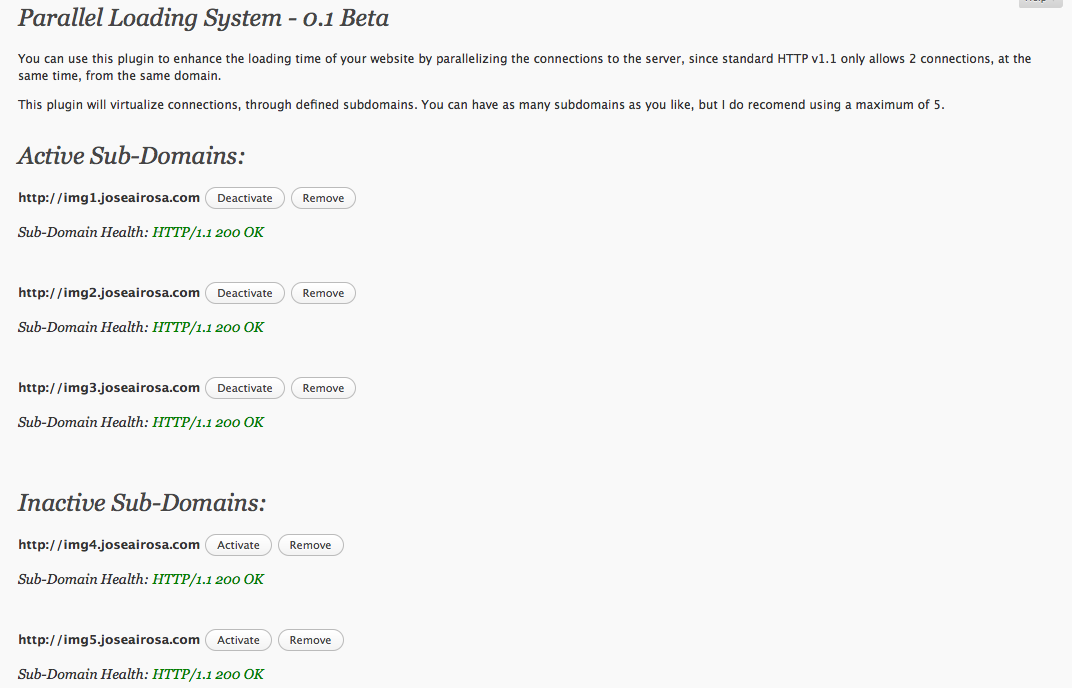 Parallel Loading System - 0.1 Beta
You can use this plugin to enhance the loading time of your website by parallelizing the connections to the server, since standard HTTP v1.1 only allows 2 connections, at the
same time, from the same domain.
This plugin will virtualize connections, through defined subdomains. You can have as many subdomains as you like, but I do recomend using a maximum of 5.
Active Sub-Domains:
http://img1.joseairosa.com Deactivate Remove
Sub-Domain Health: HTTP/1.1 200 OK
http://img2.joseairosa.com Deactivate Remove
Sub-Domain Health: HTTP/1.1 200 OK
http://img3.joseairosa.com Deactivate Remove
Sub-Domain Health: HTTP/1.1 200 OK
Inactive Sub-Domains:
http://img4.joseairosa.com Activate Remove
Sub-Domain Health: HTTP/1.1 200 OK
http://img5.joseairosa.com Activate Remove
Sub-Domain Health: HTTP/1.1 200 OK